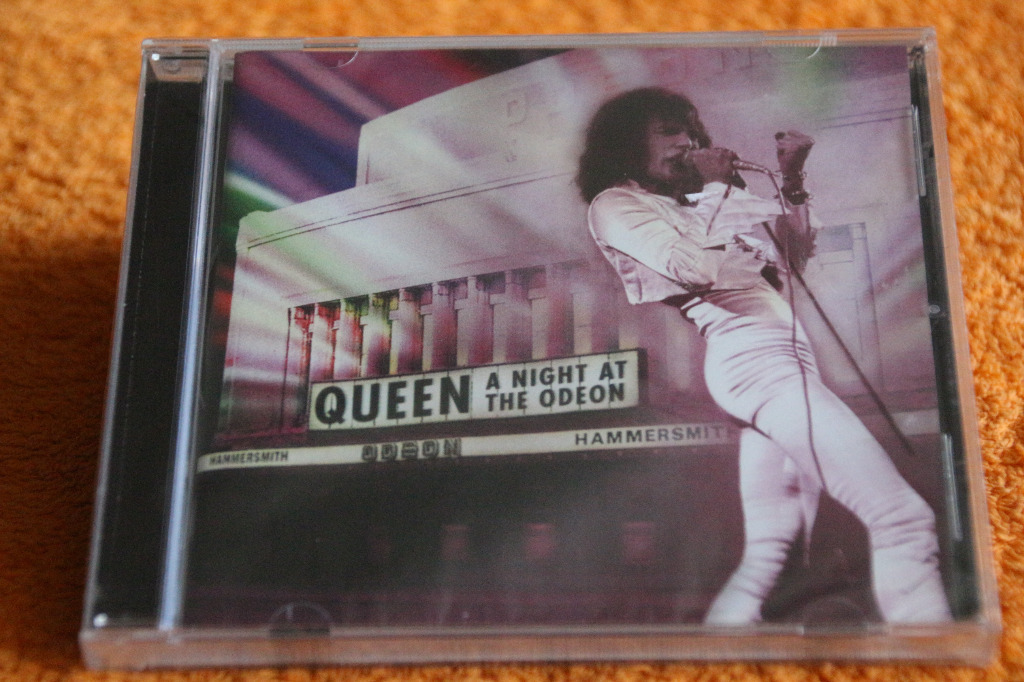 QUEEN
A NIGHT AT
THE ODEON
HAMMERSMITH
ODEON
HAMMERSMIT